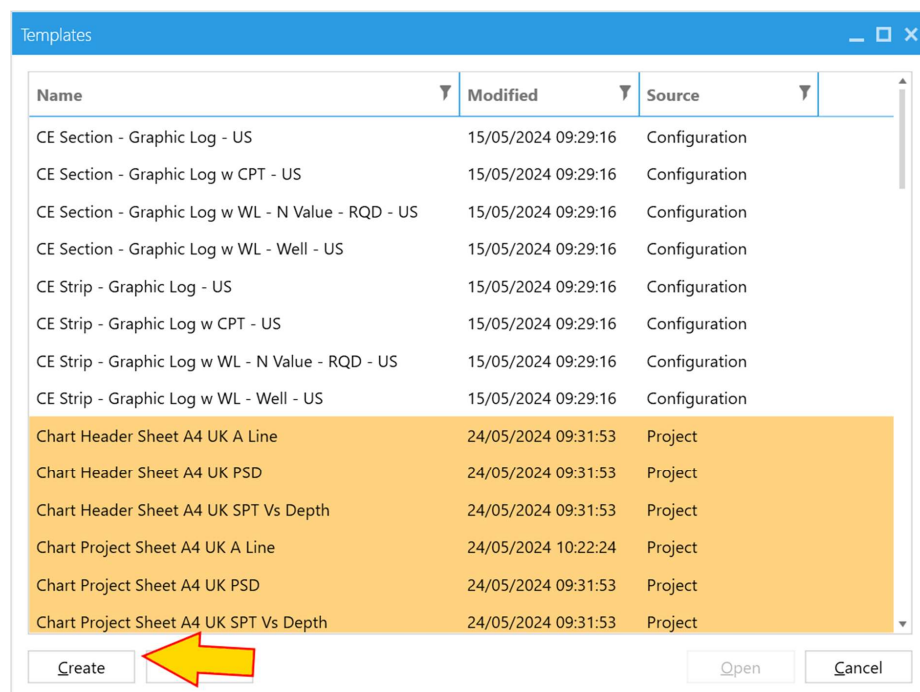 Templates
Name Modified Source
CE Section - Graphic Log - US 15/05/2024 09:29:16 Configuration
CE Section - Graphic Log w CPT - US 15/05/2024 09:29:16 Configuration
CE Section - Graphic Log w WL - N Value - RQD - US 15/05/2024 09:29:16 Configuration
CE Section - Graphic Log w WL - Well - US 15/05/2024 09:29:16 Configuration
CE Strip - Graphic Log - US 15/05/2024 09:29:16 Configuration
CE Strip - Graphic Log w CPT - US 15/05/2024 09:29:16 Configuration
CE Strip - Graphic Log w WL - N Value - RQD - US 15/05/2024 09:29:16 Configuration
CE Strip - Graphic Log w WL - Well - US 15/05/2024 09:29:16 Configuration
Chart Header Sheet A4 UK A Line 24/05/2024 09:31:53 Project
Chart Header Sheet A4 UK PSD 24/05/2024 09:31:53 Project
Chart Header Sheet A4 UK SPT Vs Depth 24/05/2024 09:31:53 Project
Chart Project Sheet A4 UK A Line 24/05/2024 10:22:24 Project
Chart Project Sheet A4 UK PSD 24/05/2024 09:31:53 Project
Chart Project Sheet A4 UK SPT Vs Depth 24/05/2024 09:31:53 Project
Create Open Cancel